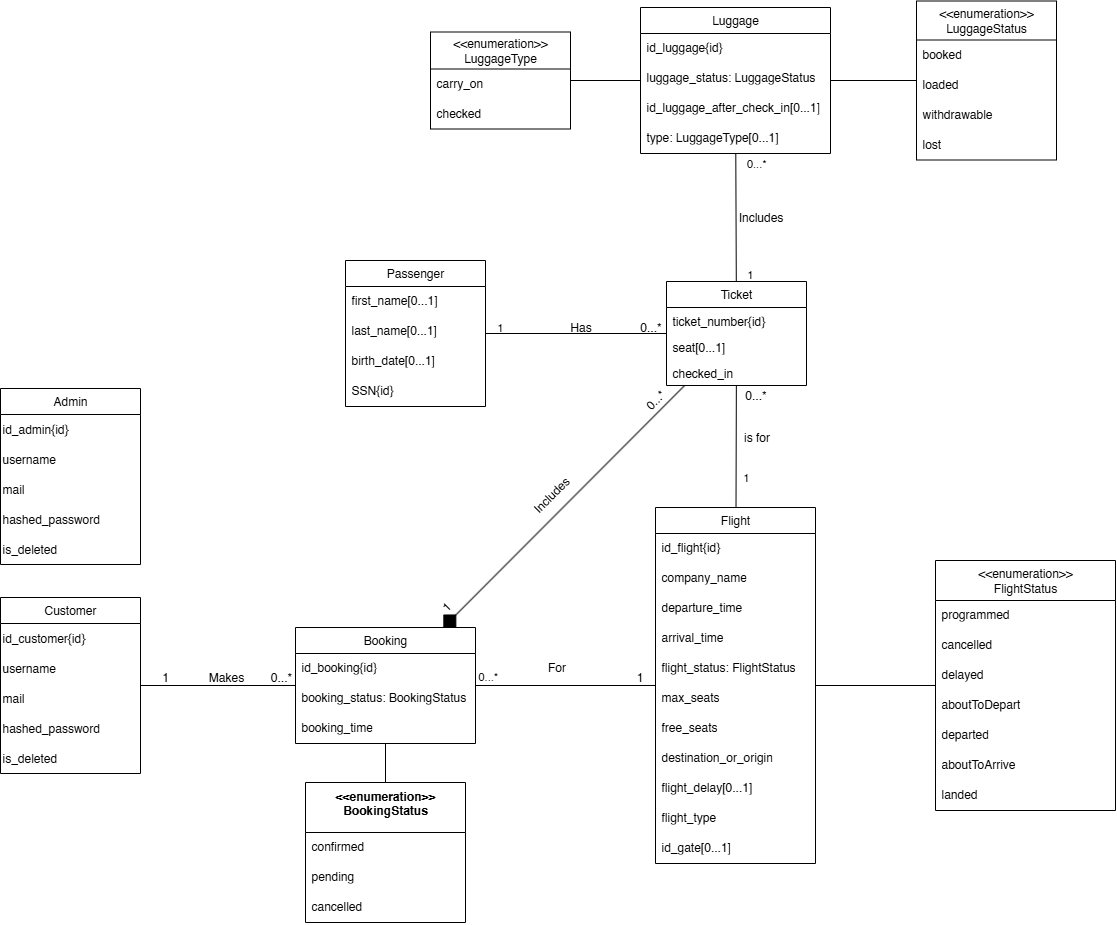 <<enumeration>>
LuggageType
carry_on
checked
Luggage
id_luggage{id}
luggage_status: LuggageStatus
id_luggage_after_check_in[0...1]
type: LuggageType[0...1]
<<enumeration>>
LuggageStatus
booked
loaded
withdrawable
lost
0...*
Includes
1
Passenger
first_name[0...1]
last_name[0...1]
birth_date[0...1]
SSN{id}
1
Has
0...*
Ticket
ticket_number{id}
seat[0...1]
checked_in
0...*
Includes
1
0...*
is for
1
Admin
id_admin{id}
username
mail
hashed_password
is_deleted
Customer
id_customer{id}
username
mail
hashed_password
is_deleted
1
Makes
0...*
Booking
id_booking{id}
booking_status: BookingStatus
booking_time
0...*
For
1
<<enumeration>>
BookingStatus
confirmed
pending
cancelled
Flight
id_flight{id}
company_name
departure_time
arrival_time
flight_status: FlightStatus
max_seats
free_seats
destination_or_origin
flight_delay[0...1]
flight_type
id_gate[0...1]
<<enumeration>>
FlightStatus
programmed
cancelled
delayed
aboutToDepart
departed
aboutToArrive
landed